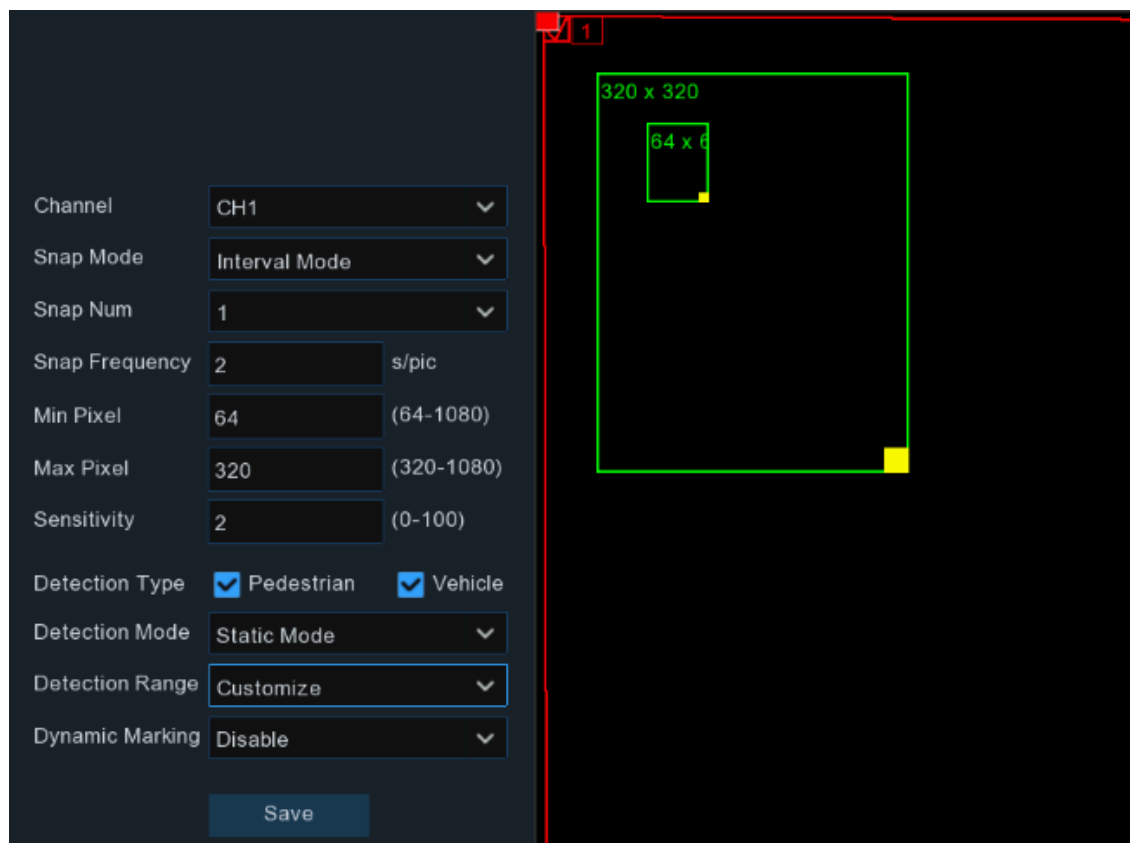 1
320 x 320
64 x 6
Channel CH1
Snap Mode Interval Mode
Snap Num 1
Snap Frequency 2 s/pic
Min Pixel 64 (64-1080)
Max Pixel 320 (320-1080)
Sensitivity 2 (0-100)
Detection Type Pedestrian Vehicle
Detection Mode Static Mode
Detection Range Customize
Dynamic Marking Disable
Save